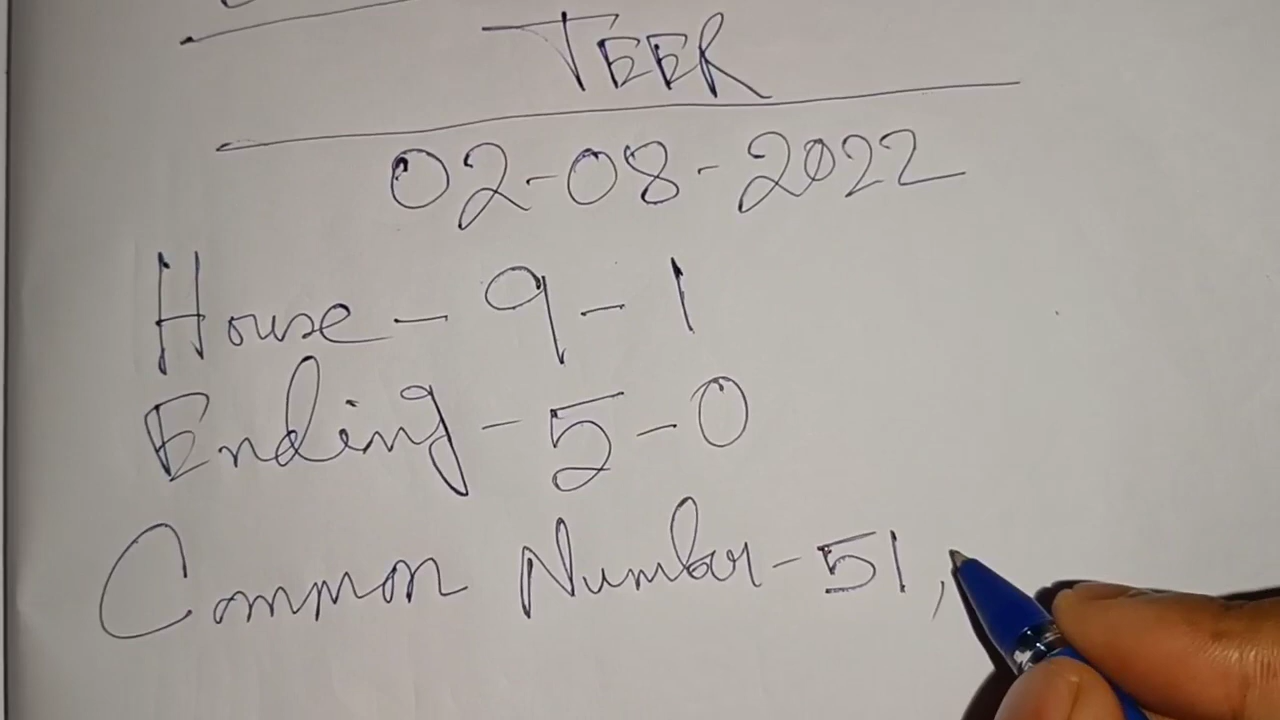 TEER
02-08-2022
House - 9 - 1
Ending - 5 - 0
Common Number - 51,